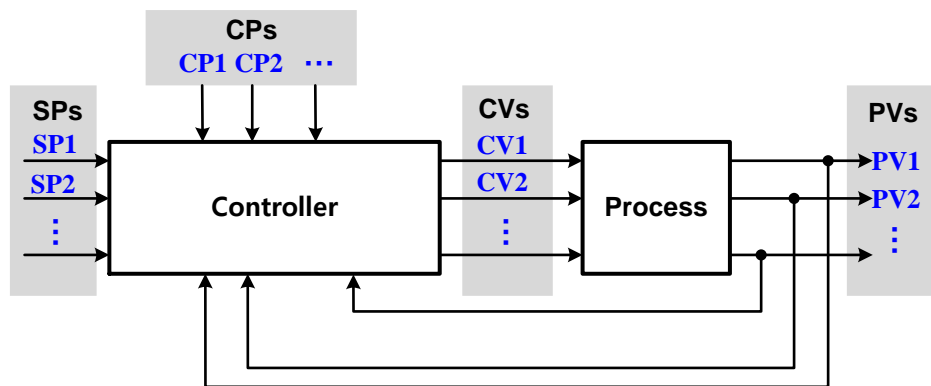 CPs
CP1 CP2 ...
SPs
CVs
PVs
SP1
CV1
PV1
SP2
CV2
PV2
Controller
Process
⋮
⋮
⋮